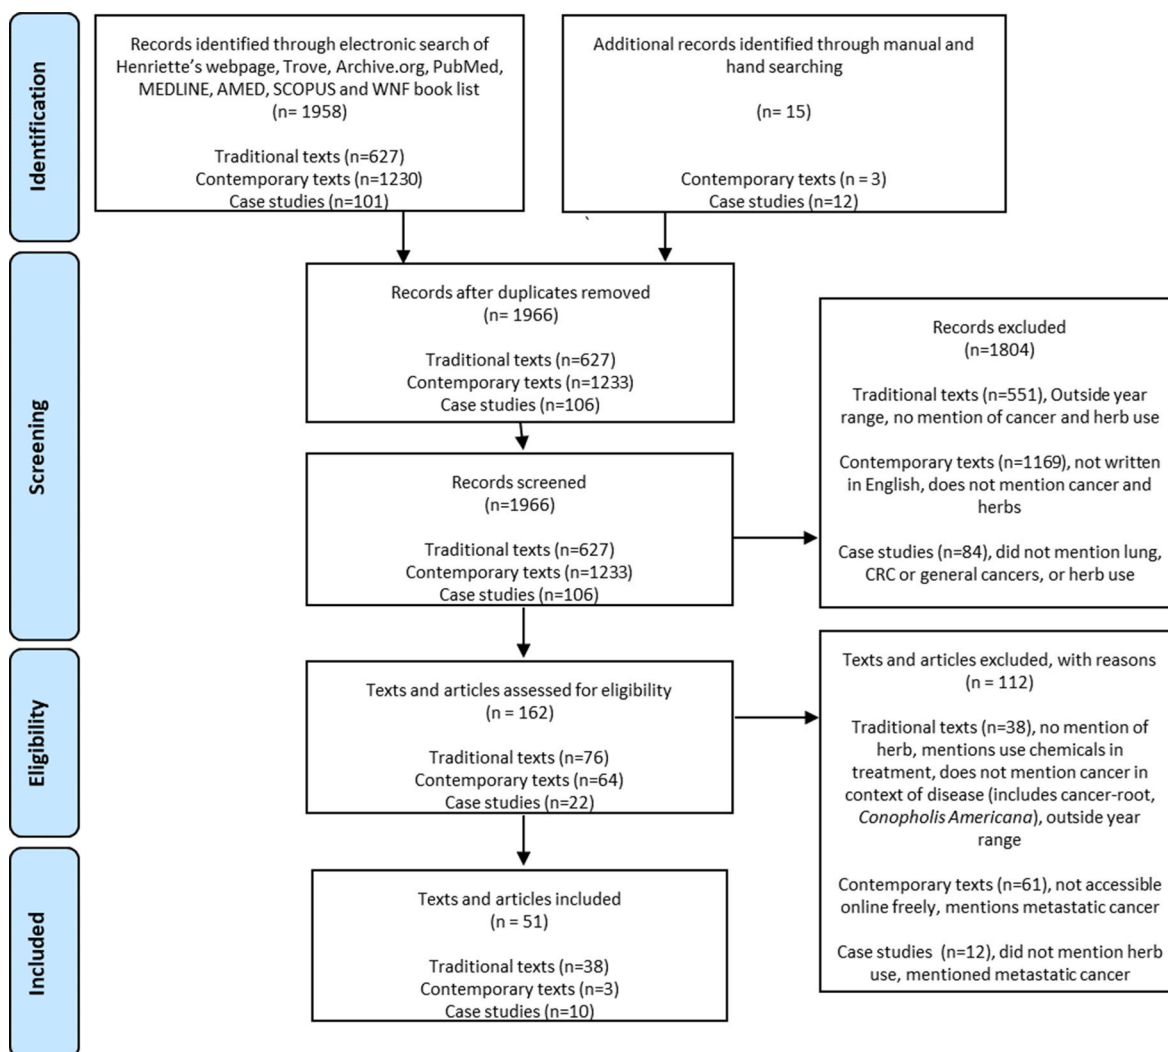 Identification
Records identified through electronic search of
Henriette's webpage, Trove, Archive.org, PubMed,
MEDLINE, AMED, SCOPUS and WNF book list
(n= 1958)
Traditional texts (n=627)
Contemporary texts (n=1230)
Case studies (n=101)
Additional records identified through manual and
hand searching
(n= 15)
Contemporary texts (n = 3)
Case studies (n=12)
`
Screening
Records after duplicates removed
(n= 1966)
Traditional texts (n=627)
Contemporary texts (n=1233)
Case studies (n=106)
Records screened
(n=1966)
Traditional texts (n=627)
Contemporary texts (n=1233)
Case studies (n=106)
Records excluded
(n=1804)
Traditional texts (n=551), Outside year
range, no mention of cancer and herb use
Contemporary texts (n=1169), not written
in English, does not mention cancer and
herbs
Case studies (n=84), did not mention lung,
CRC or general cancers, or herb use
Eligibility
Texts and articles assessed for eligibility
(n = 162)
Traditional texts (n=76)
Contemporary texts (n=64)
Case studies (n=22)
Texts and articles excluded, with reasons
(n = 112)
Traditional texts (n=38), no mention of
herb, mentions use chemicals in
treatment, does not mention cancer in
context of disease (includes cancer-root,
Conopholis Americana), outside year
range
Contemporary texts (n=61), not accessible
online freely, mentions metastatic cancer
Case studies (n=12), did not mention herb
use, mentioned metastatic cancer
Included
Texts and articles included
(n = 51)
Traditional texts (n=38)
Contemporary texts (n=3)
Case studies (n=10)